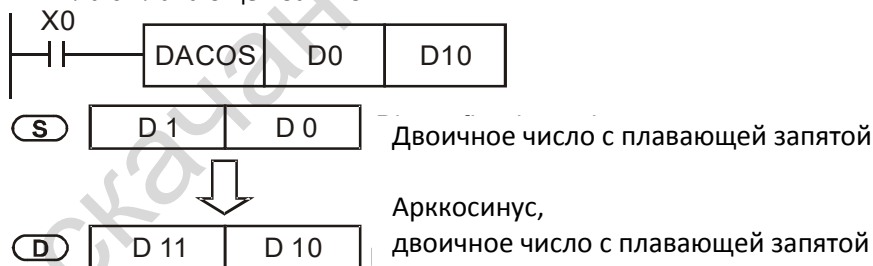 X0
DACOS D0 D10
S D 1 D 0 Двоичное число с плавающей запятой
Арккосинус,
D D 11 D 10 двоичное число с плавающей запятой